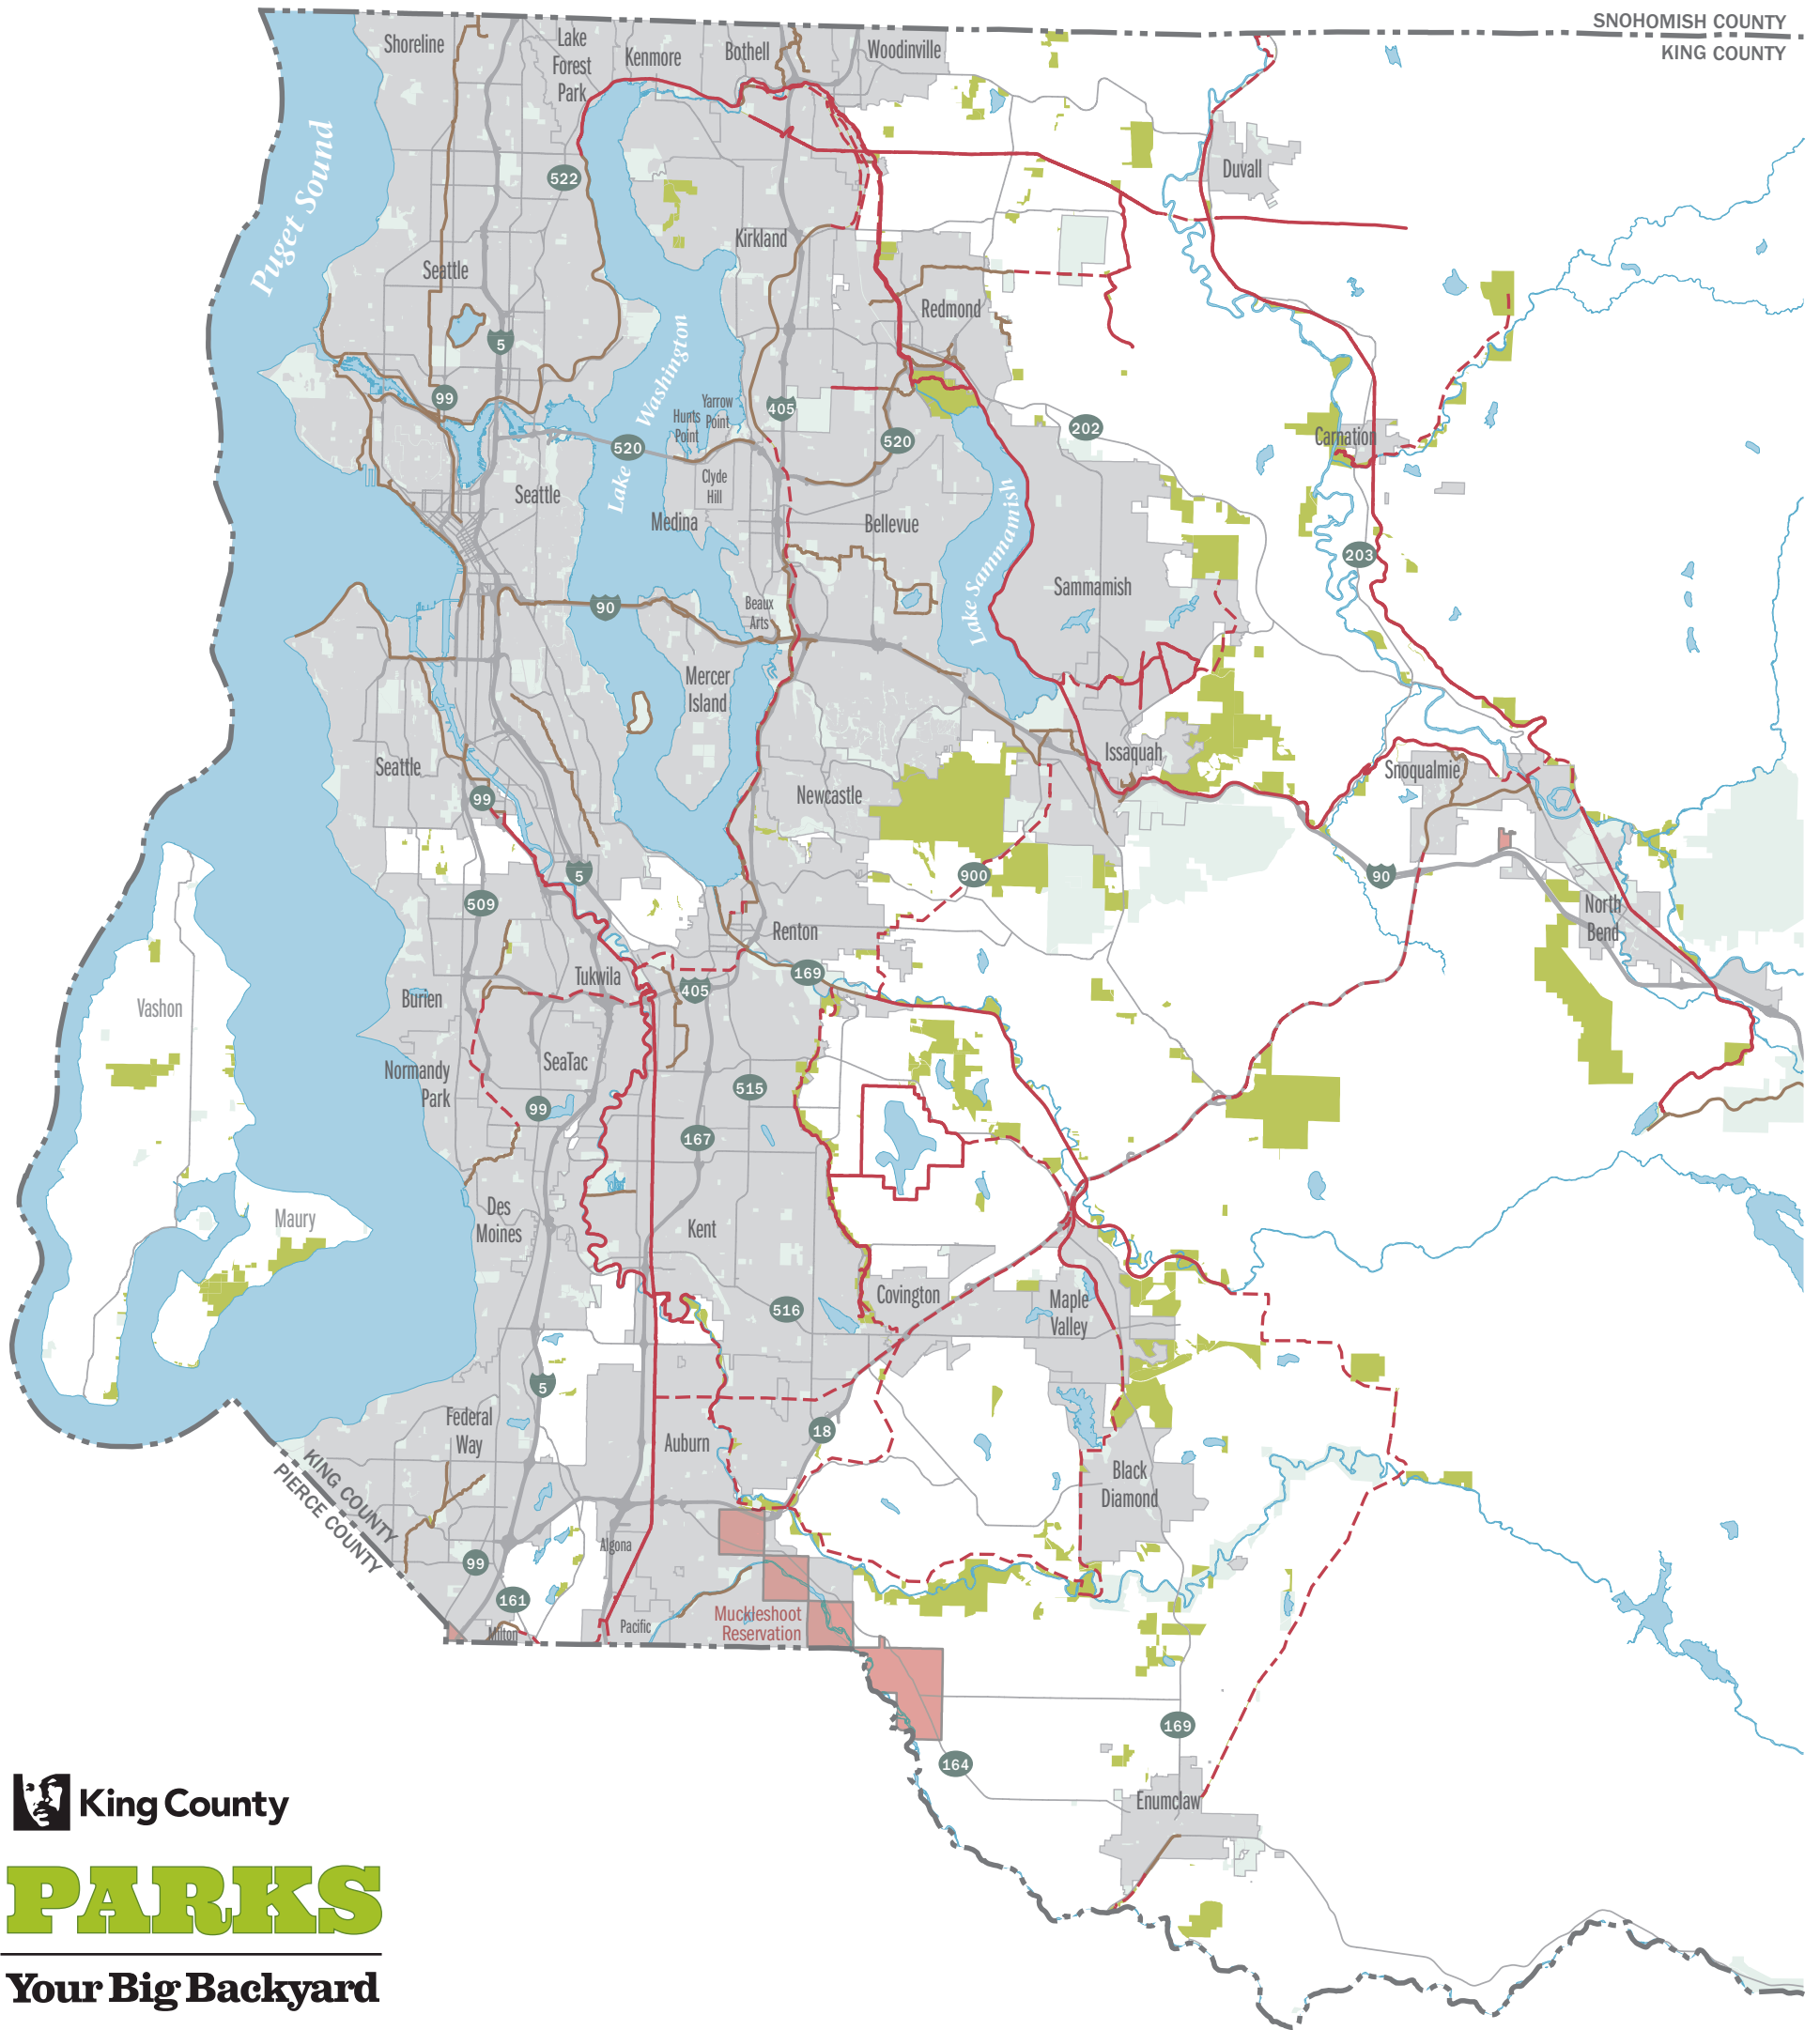 SNOHOMISH COUNTY
KING COUNTY
Shoreline
Lake
Forest
Park
Kenmore
Bothell
Woodinville
Puget Sound
522
Duvall
Kirkland
Seattle
Redmond
5
Lake Washington
99
405
Yarrow
Point
Hunts
Point
202
Carnation
520
520
Clyde
Hill
Seattle
Medina
Bellevue
Lake Sammamish
203
Sammamish
90
Beaux
Arts
Mercer
Island
Issaquah
Seattle
Snoqualmie
99
Newcastle
5
900
90
509
North
Bend
Renton
Tukwila
169
405
Vashon
Burien
SeaTac
Normandy
Park
515
99
167
Des
Moines
Maury
Kent
Covington
Maple
Valley
516
5
Federal
Way
18
Auburn
KING COUNTY
PIERCE COUNTY
Black
Diamond
Algona
99
161
Muckleshoot
Reservation
Pacific
Milton
169
164
Enumclaw
King County
PARKS
Your Big Backyard